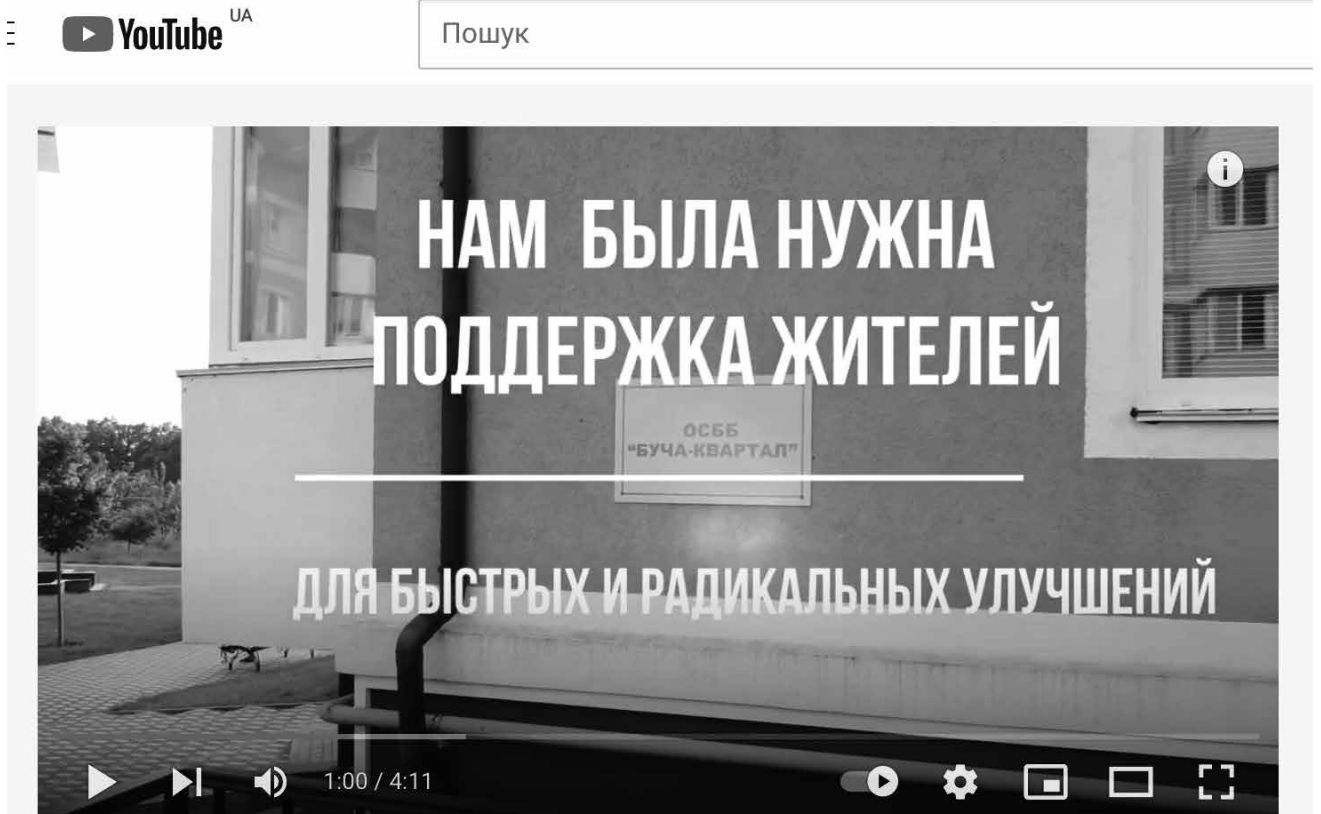 YouTube UA
Пошук
НАМ БЫЛА НУЖНА
ПОДДЕРЖКА ЖИТЕЛЕЙ
ОСББ
"БУЧА-КВАРТАЛ"
ДЛЯ БЫСТРЫХ И РАДИКАЛЬНЫХ УЛУЧШЕНИЙ
1:00 / 4:11